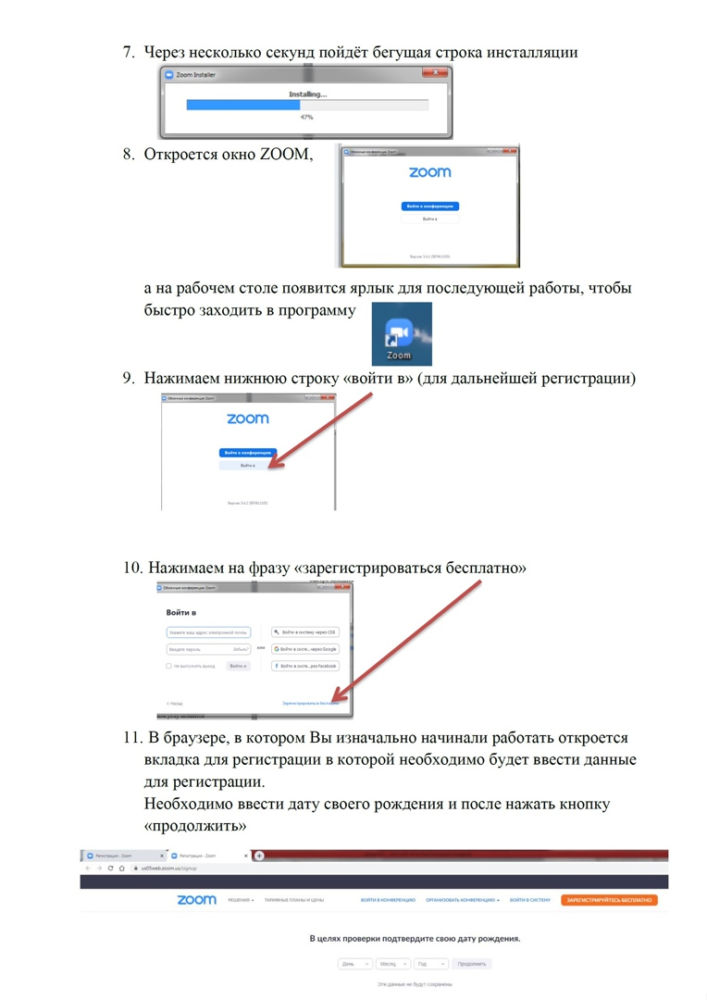 7. Через несколько секунд пойдёт бегущая строка инсталляции
Zoom Installer
Installing...
47%
8. Откроется окно ZOOM,
Облачные конференции Zoom
zoom
Войти в конференцию
Войти в
а на рабочем столе появится ярлык для последующей работы, чтобы
быстро заходить в программу
Zoom
9. Нажимаем нижнюю строку «войти в» (для дальнейшей регистрации)
Облачные конференции Zoom
zoom
Войти в конференцию
Войти в
10. Нажимаем на фразу «зарегистрироваться бесплатно»
Облачные конференции Zoom
Войти в
Укажите ваш адрес электронной почты
Войти в систему через СЕВ
Введите пароль
Забыли?
или
Войти в систе...через Google
Не выполнять выход
Войти в
Войти в систе...рез Facebook
< Назад
Зарегистрироваться бесплатно
11. В браузере, в котором Вы изначально начинали работать откроется
вкладка для регистрации в которой необходимо будет ввести данные
для регистрации.
Необходимо ввести дату своего рождения и после нажать кнопку
«продолжить»
Регистрация - Zoom
Регистрация - Zoom
us05web.zoom.us/signup
zoom
РЕШЕНИЯ
ТАРИФНЫЕ ПЛАНЫ И ЦЕНЫ
ВОЙТИ В КОНФЕРЕНЦИЮ
ОРГАНИЗОВАТЬ КОНФЕРЕНЦИЮ
ВОЙТИ В СИСТЕМУ
ЗАРЕГИСТРИРУЙТЕСЬ БЕСПЛАТНО
В целях проверки подтвердите свою дату рождения.
День
Месяц
Год
Продолжить
Эти данные не будут сохранены